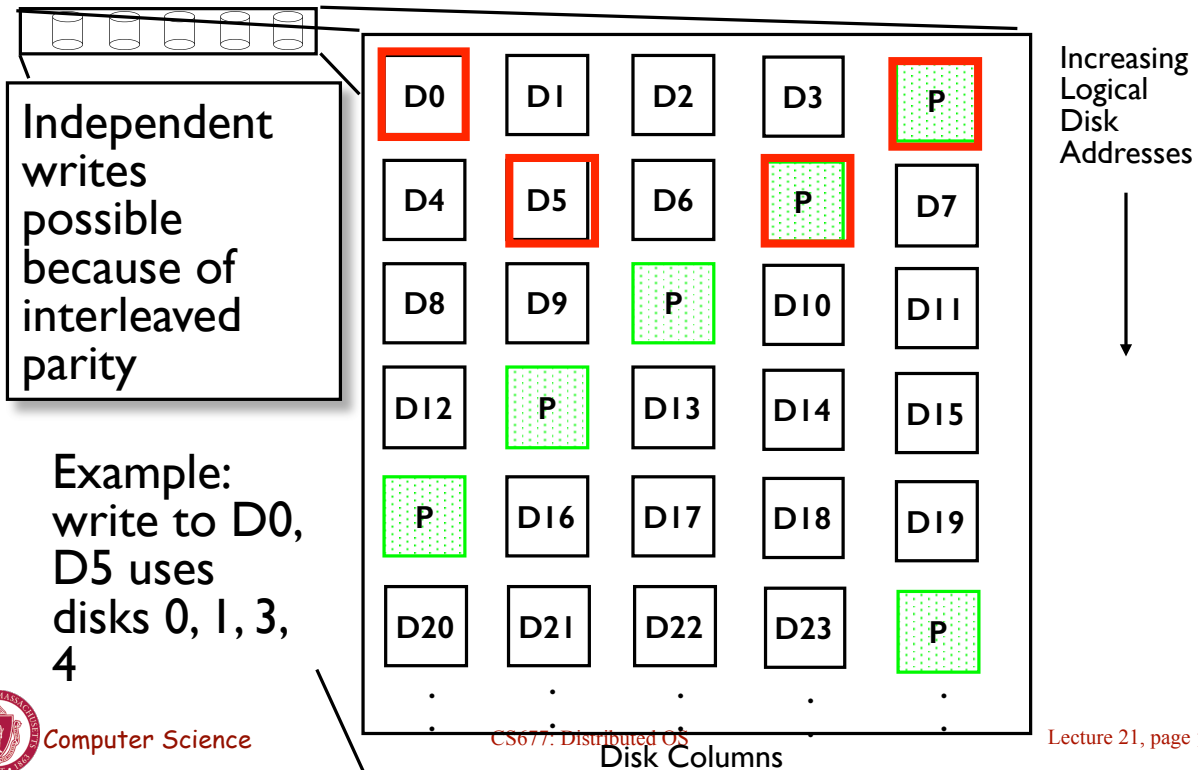 Independent
writes
possible
because of
interleaved
parity
Example:
write to D0,
D5 uses
disks 0, 1, 3,
4
D0 D1 D2 D3 P
D4 D5 D6 P D7
D8 D9 P D10 D11
D12 P D13 D14 D15
P D16 D17 D18 D19
D20 D21 D22 D23 P
. . . . .
. . . . .
Increasing
Logical
Disk
Addresses
Disk Columns
Computer Science
CS677: Distributed OS
Lecture 21, page